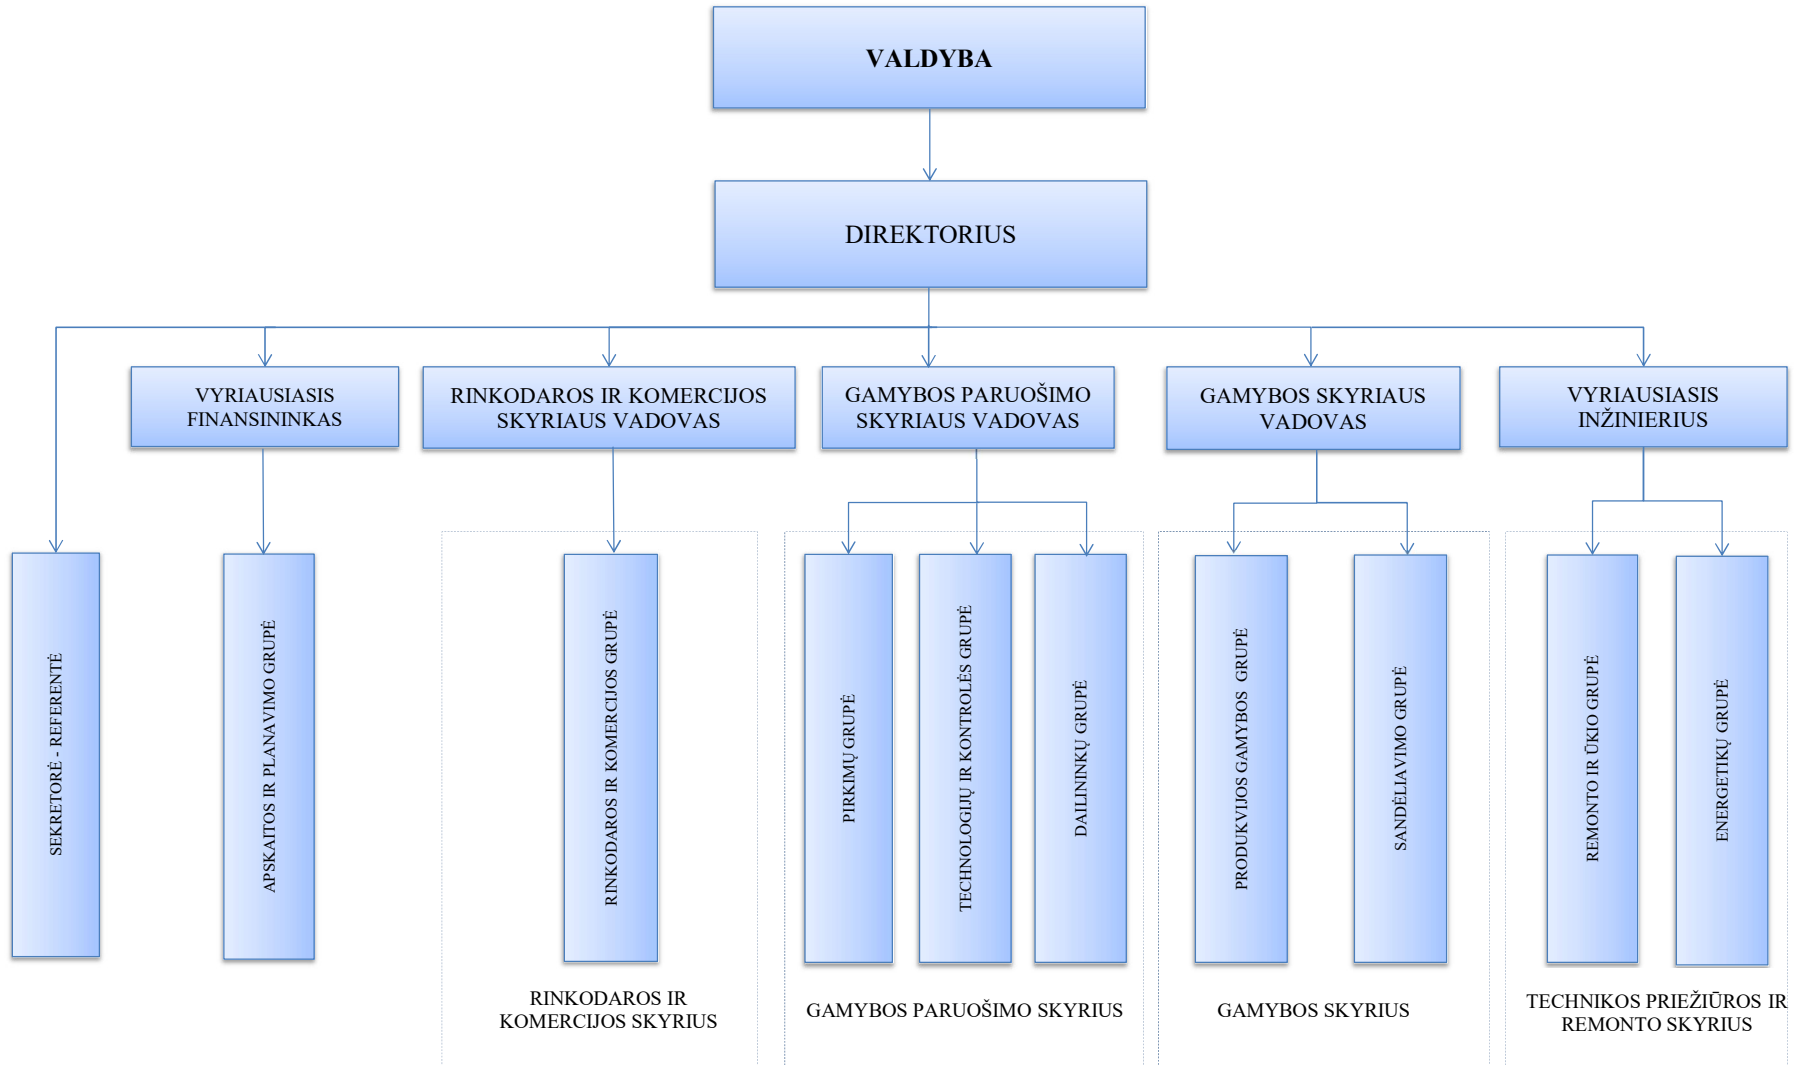 VALDYBA
DIREKTORIUS
VYRIAUSIASIS
FINANSININKAS
RINKODAROS IR KOMERCIJOS
SKYRIAUS VADOVAS
GAMYBOS PARUOŠIMO
SKYRIAUS VADOVAS
GAMYBOS SKYRIAUS
VADOVAS
VYRIAUSIASIS
INŽINIERIUS
SEKRETORĖ - REFERENTĖ
APSKAITOS IR PLANAVIMO GRUPĖ
RINKODAROS IR KOMERCIJOS GRUPĖ
PIRKIMŲ GRUPĖ
TECHNOLOGIJŲ IR KONTROLĖS GRUPĖ
DAILININKŲ GRUPĖ
PRODUKVIJOS GAMYBOS GRUPĖ
SANDĖLIAVIMO GRUPĖ
REMONTO IR ŪKIO GRUPĖ
ENERGETIKŲ GRUPĖ
RINKODAROS IR
KOMERCIJOS SKYRIUS
GAMYBOS PARUOŠIMO SKYRIUS
GAMYBOS SKYRIUS
TECHNIKOS PRIEŽIŪROS IR
REMONTO SKYRIUS